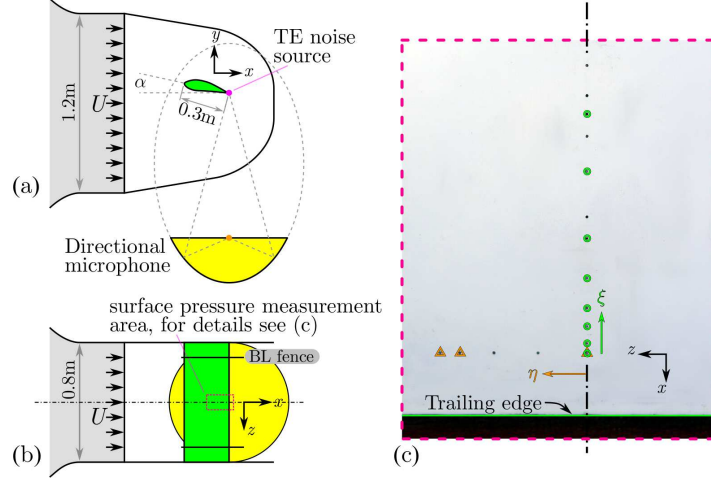 y
TE noise
source
x
α
U
0.3m
1.2m
(a)
Directional
microphone
surface pressure measurement
area, for details see (c)
BL fence
0.8m
x
U
z
(b)
ξ
z
x
η
Trailing edge
(c)